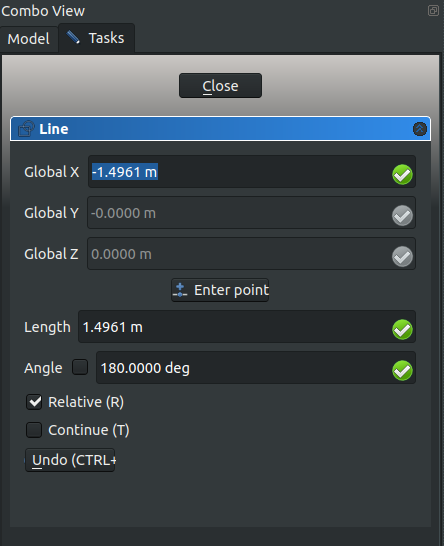 Combo View
Model Tasks
Close
Line
Global X -1.4961 m
Global Y -0.0000 m
Global Z 0.0000 m
Enter point
Length 1.4961 m
Angle 180.0000 deg
Relative (R)
Continue (T)
Undo (CTRL+